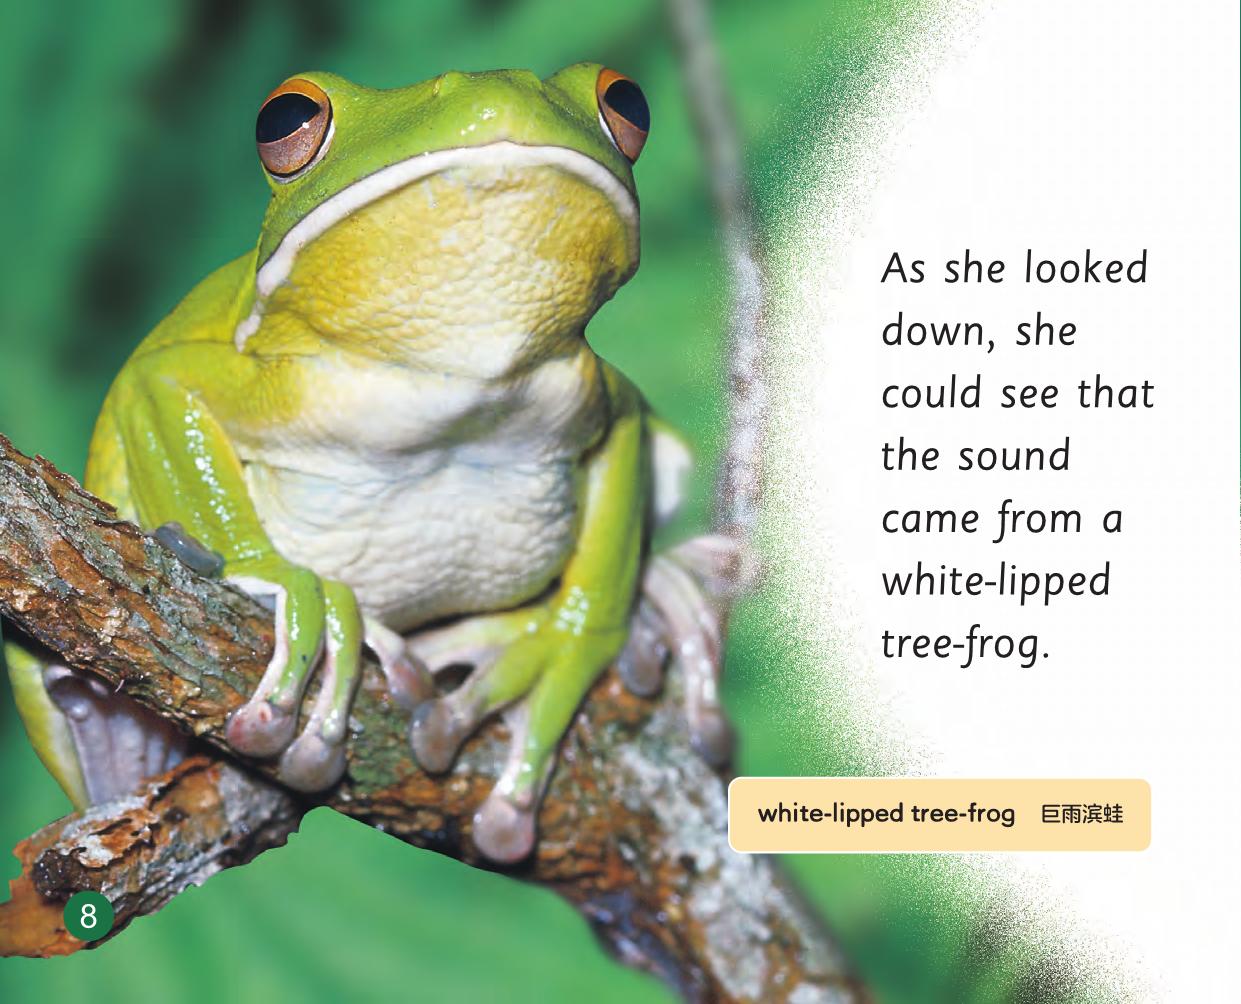 As she looked
down, she
could see that
the sound
came from a
white-lipped
tree-frog.
white-lipped tree-frog 巨雨滨蛙
8